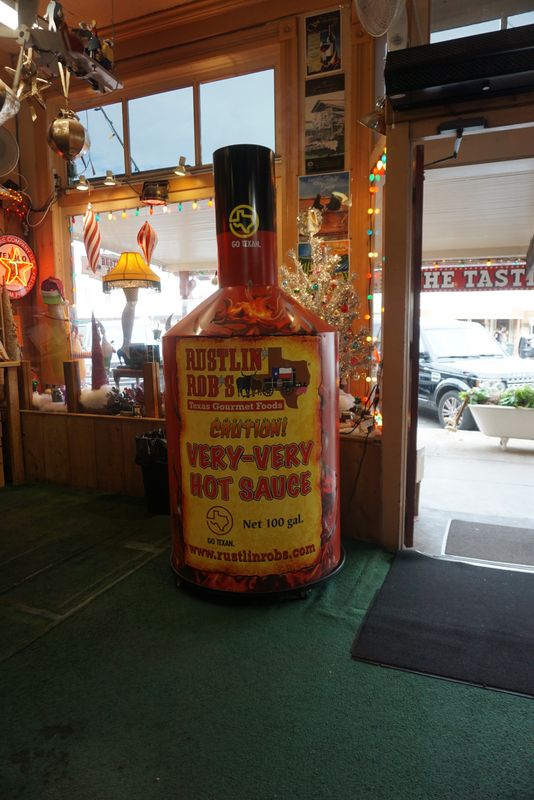 GO TEXAN.
RUSTLIN'
ROB'S
Texas Gourmet Foods
CAUTION!
VERY-VERY
HOT SAUCE
Net 100 gal.
GO TEXAN.
www.rustlinrobs.com
HE TAST